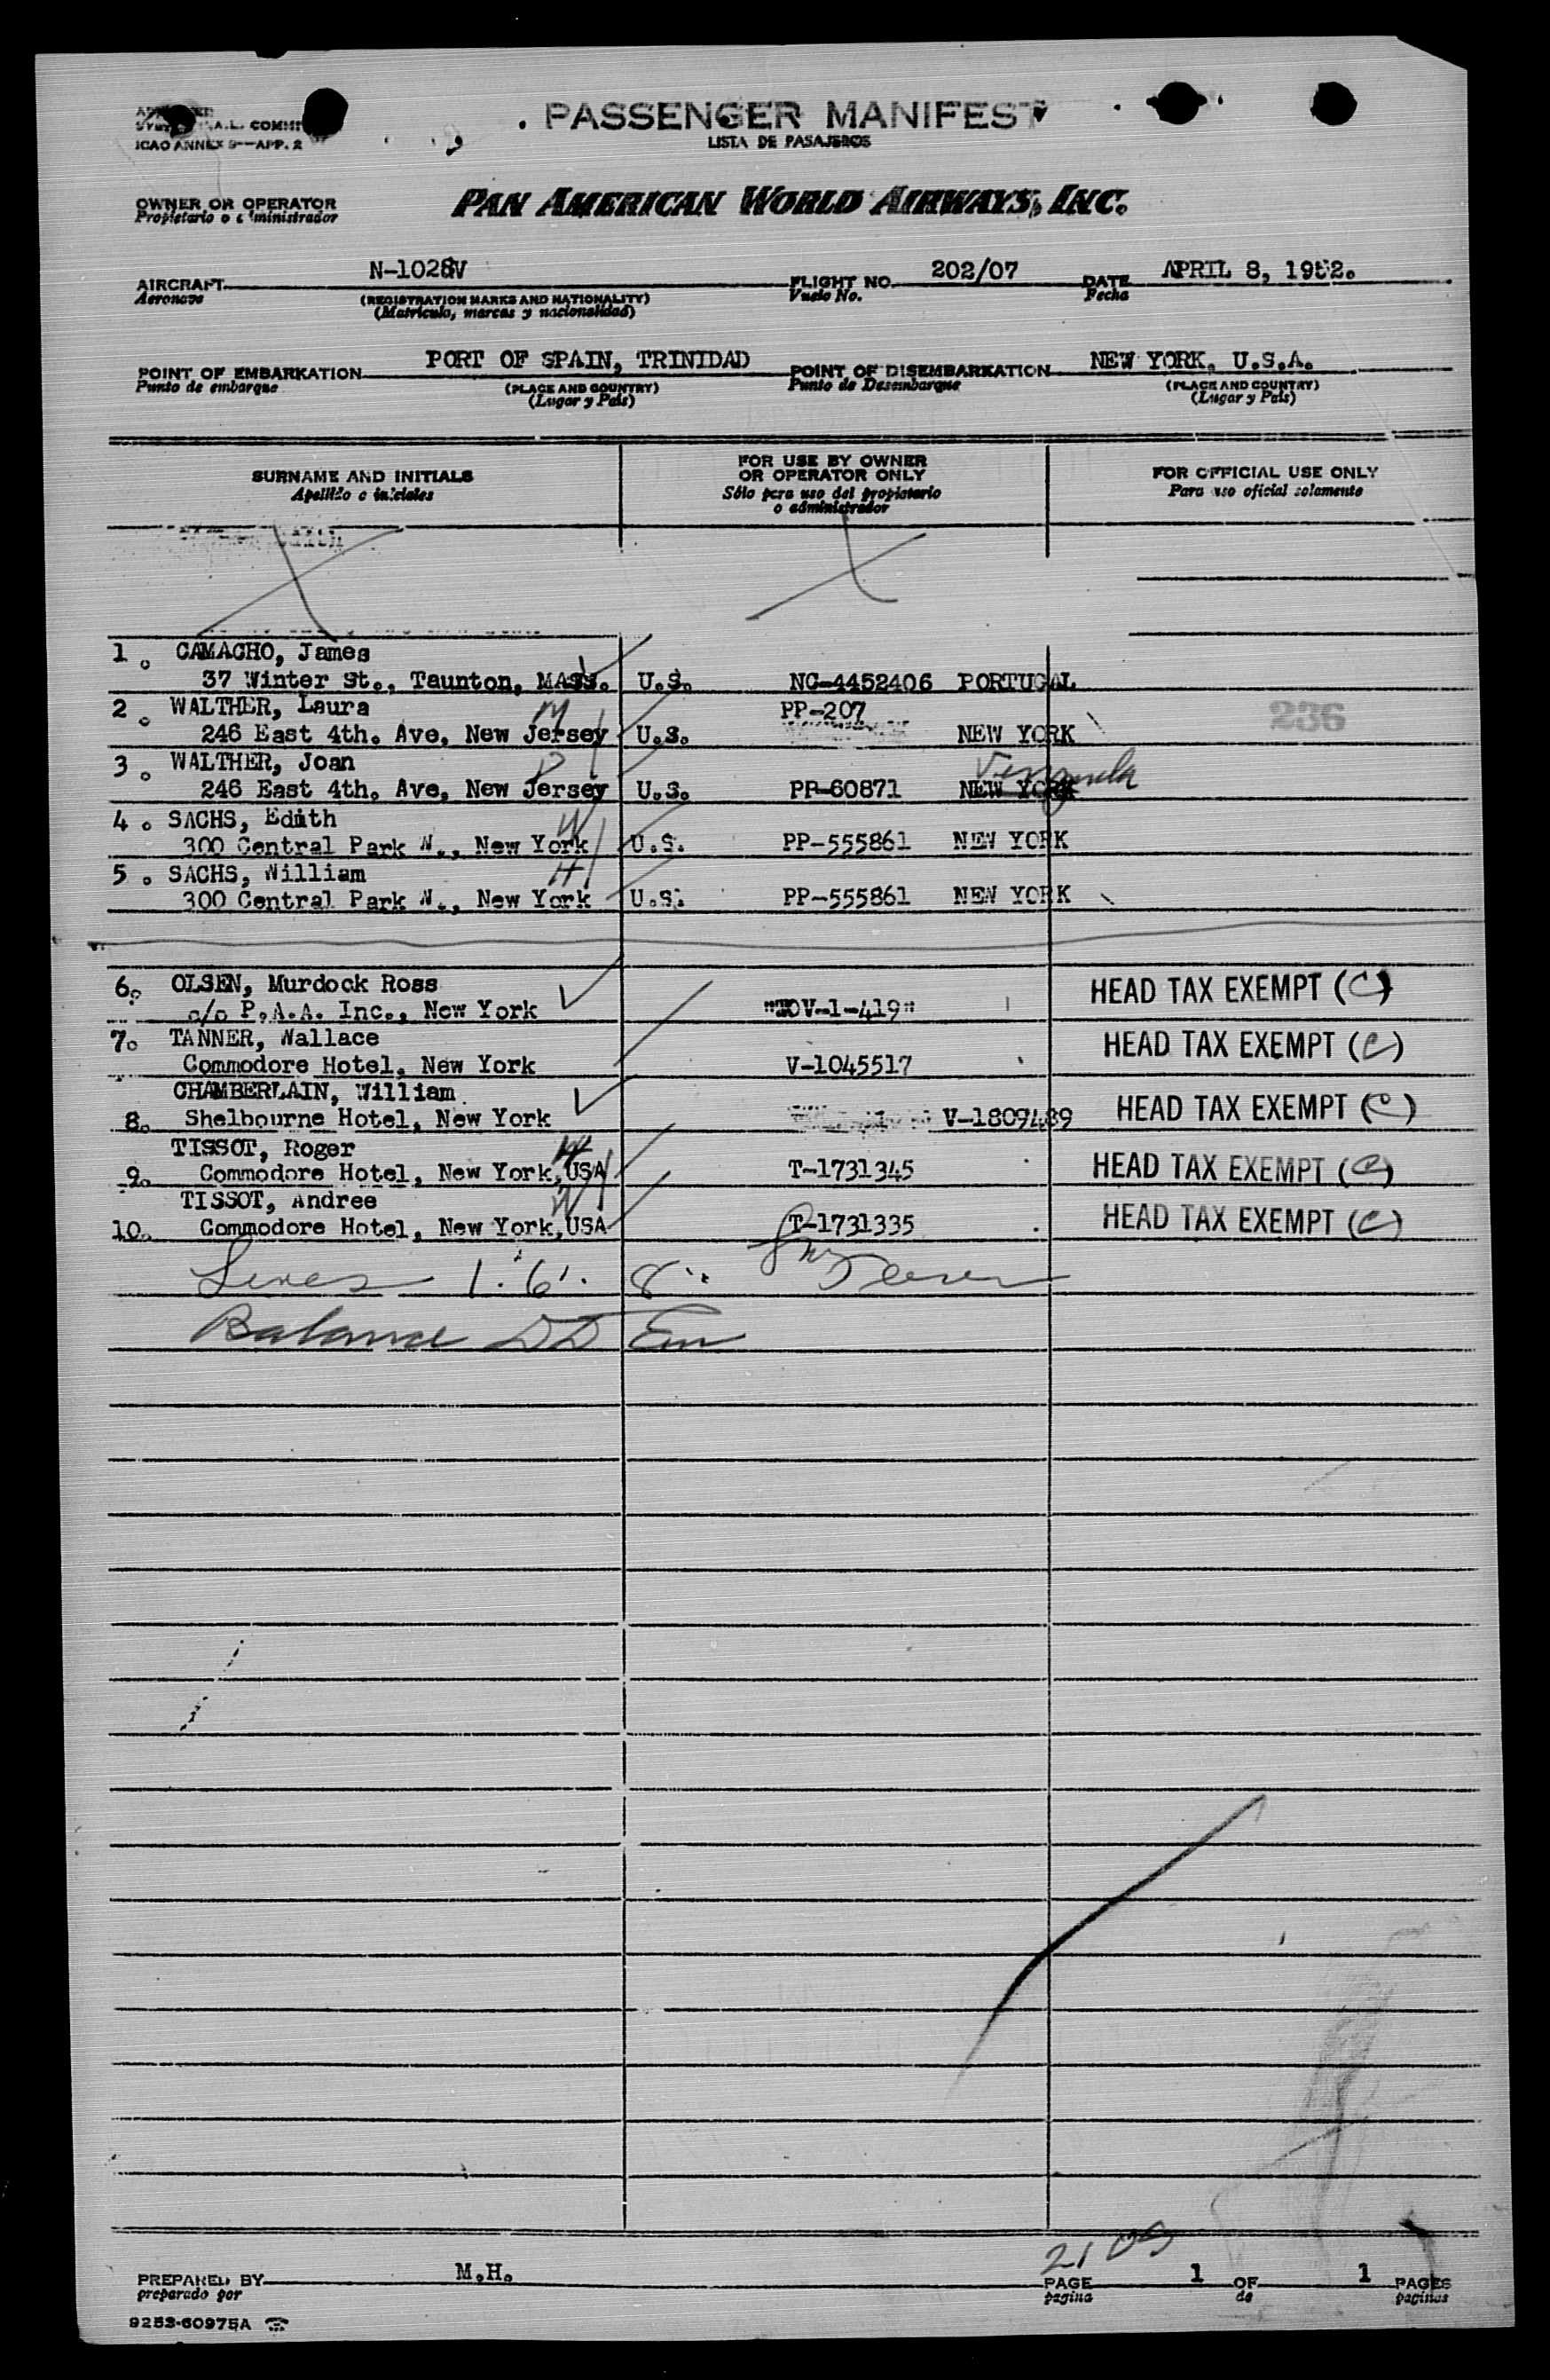 PASSENGER MANIFEST
LISTA DE PASAJEROS
ICAO ANNEX 9—APP. 2
OWNER OR OPERATOR
Propietario o administrador
PAN AMERICAN WORLD AIRWAYS, INC.
AIRCRAFT N-1028V FLIGHT NO. 202/07 DATE APRIL 8, 1952.
Aeronave (REGISTRATION MARKS AND NATIONALITY) Vuelo No. Fecha
(Matricula, marcas y nacionalidad)
POINT OF EMBARKATION PORT OF SPAIN, TRINIDAD POINT OF DISEMBARKATION NEW YORK, U.S.A.
Punto de embarque (PLACE AND COUNTRY) Punto de Desembarque (PLACE AND COUNTRY)
(Lugar y Pais) (Lugar y Pais)
SURNAME AND INITIALS FOR USE BY OWNER OR OPERATOR ONLY FOR OFFICIAL USE ONLY
Apellido e iniciales Sólo para uso del propietario o administrador Para uso oficial solamente
1. CAMACHO, James
37 Winter St., Taunton, MASS. U.S. NC-4452406 PORTUGAL
2. WALTHER, Laura M PP-207
246 East 4th. Ave, New Jersey U.S. NEW YORK 236
3. WALTHER, Joan Venezuela
246 East 4th. Ave, New Jersey U.S. PP-60871 NEW YORK
4. SACHS, Edith W
300 Central Park W., New York U.S. PP-555861 NEW YORK
5. SACHS, William H
300 Central Park W., New York U.S. PP-555861 NEW YORK
6. OLSEN, Murdock Ross HEAD TAX EXEMPT (C)
c/o P.A.A. Inc., New York V-1-419"
7. TANNER, Wallace HEAD TAX EXEMPT (C)
Commodore Hotel, New York V-1045517
CHAMBERLAIN, William
8. Shelbourne Hotel, New York V-1809489 HEAD TAX EXEMPT (C)
TISSOT, Roger H
9. Commodore Hotel, New York, USA T-1731345 HEAD TAX EXEMPT (C)
TISSOT, Andree W
10. Commodore Hotel, New York, USA T-1731335 HEAD TAX EXEMPT (C)
Lines 1. 6. 8
Balance
PREPARED BY M.H. PAGE 1 OF 1 PAGES
preparado por pagina de paginas
9253-60975A